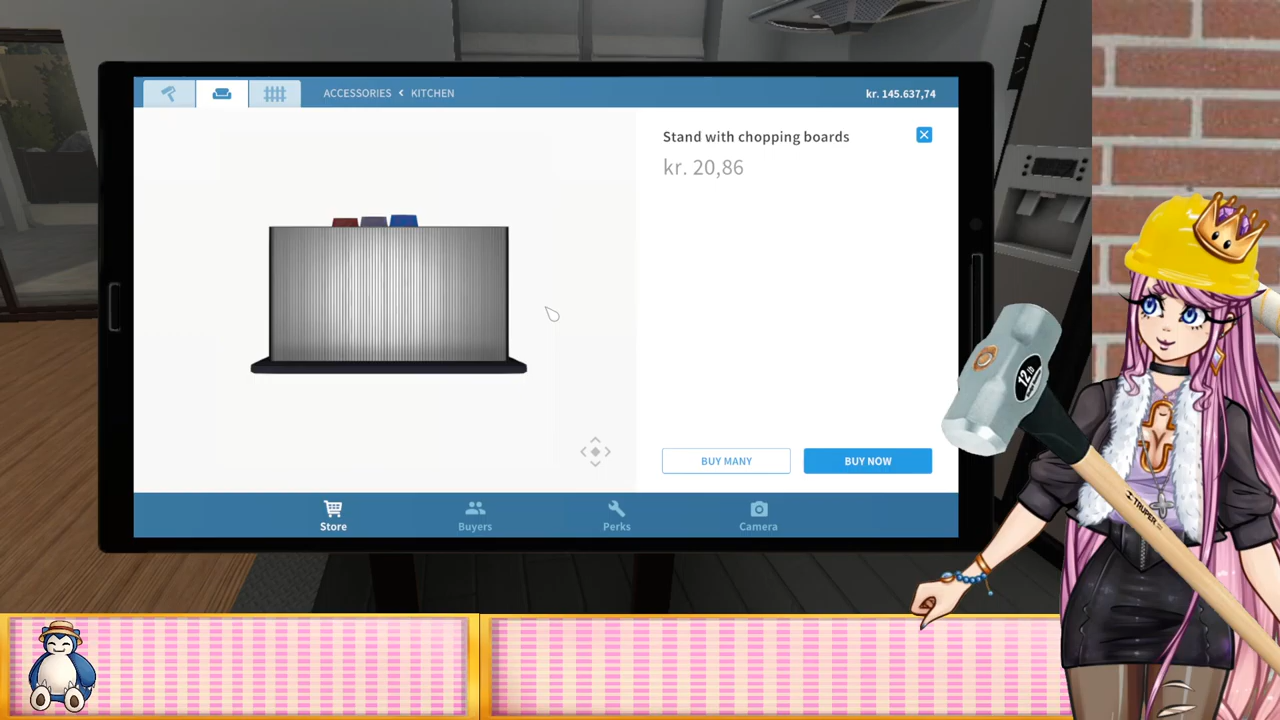 ACCESSORIES < KITCHEN
kr. 145.637,74
Stand with chopping boards
kr. 20,86
BUY MANY
BUY NOW
Store
Buyers
Perks
Camera
12 lb
TRUPER